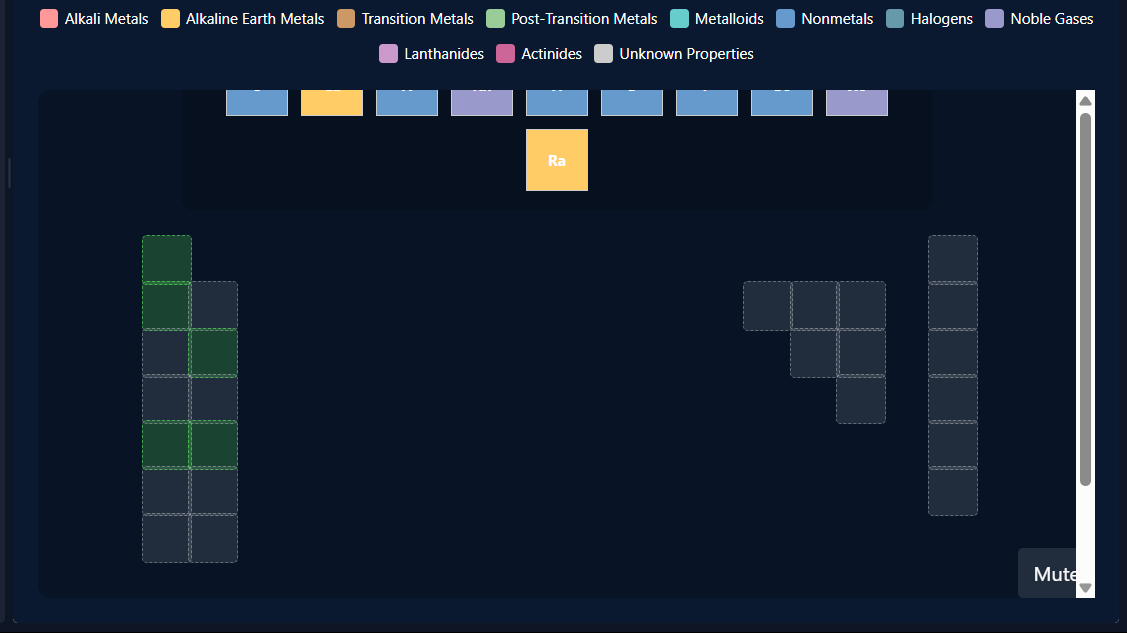 Alkali Metals Alkaline Earth Metals Transition Metals Post-Transition Metals Metalloids Nonmetals Halogens Noble Gases
Lanthanides Actinides Unknown Properties
Ra
Mute